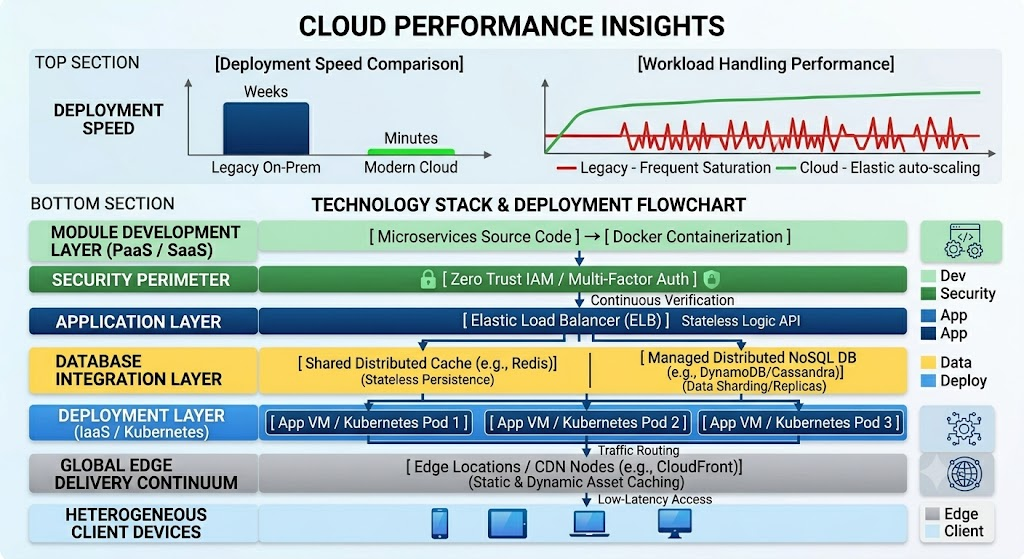 CLOUD PERFORMANCE INSIGHTS
TOP SECTION
DEPLOYMENT
SPEED
[Deployment Speed Comparison]
Weeks
Minutes
Legacy On-Prem
Modern Cloud
[Workload Handling Performance]
Legacy - Frequent Saturation
Cloud - Elastic auto-scaling
BOTTOM SECTION
TECHNOLOGY STACK & DEPLOYMENT FLOWCHART
MODULE DEVELOPMENT
LAYER (PaaS / SaaS)
[ Microservices Source Code ] → [ Docker Containerization ]
SECURITY PERIMETER
[ Zero Trust IAM / Multi-Factor Auth ]
Continuous Verification
APPLICATION LAYER
[ Elastic Load Balancer (ELB) ] Stateless Logic API
DATABASE
INTEGRATION LAYER
[ Shared Distributed Cache (e.g., Redis)]
(Stateless Persistence)
[ Managed Distributed NoSQL DB
(e.g., DynamoDB/Cassandra)]
(Data Sharding/Replicas)
DEPLOYMENT LAYER
(IaaS / Kubernetes)
[ App VM / Kubernetes Pod 1 ]
[ App VM / Kubernetes Pod 2 ]
[ App VM / Kubernetes Pod 3 ]
Traffic Routing
GLOBAL EDGE
DELIVERY CONTINUUM
[ Edge Locations / CDN Nodes (e.g., CloudFront)]
(Static & Dynamic Asset Caching)
Low-Latency Access
HETEROGENEOUS
CLIENT DEVICES
</>
Dev
Security
App
App
Data
Deploy
Edge
Client